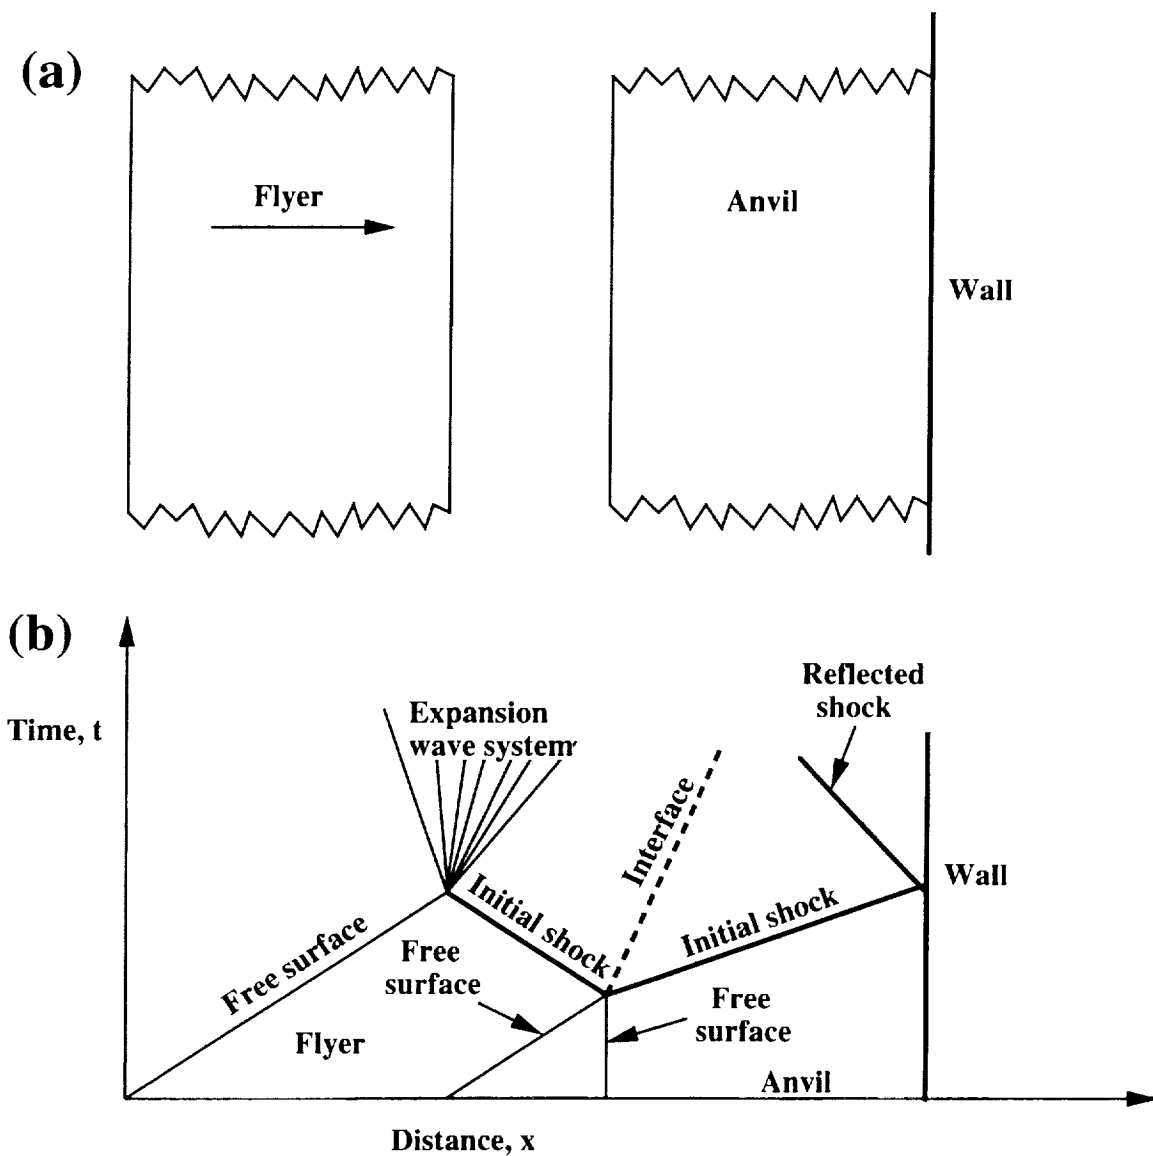 (a)
Flyer
Anvil
Wall
(b)
Time, t
Expansion
wave system
Reflected
shock
Interface
Wall
Initial shock
Initial shock
Free surface
Free
surface
Free
surface
Flyer
Anvil
Distance, x